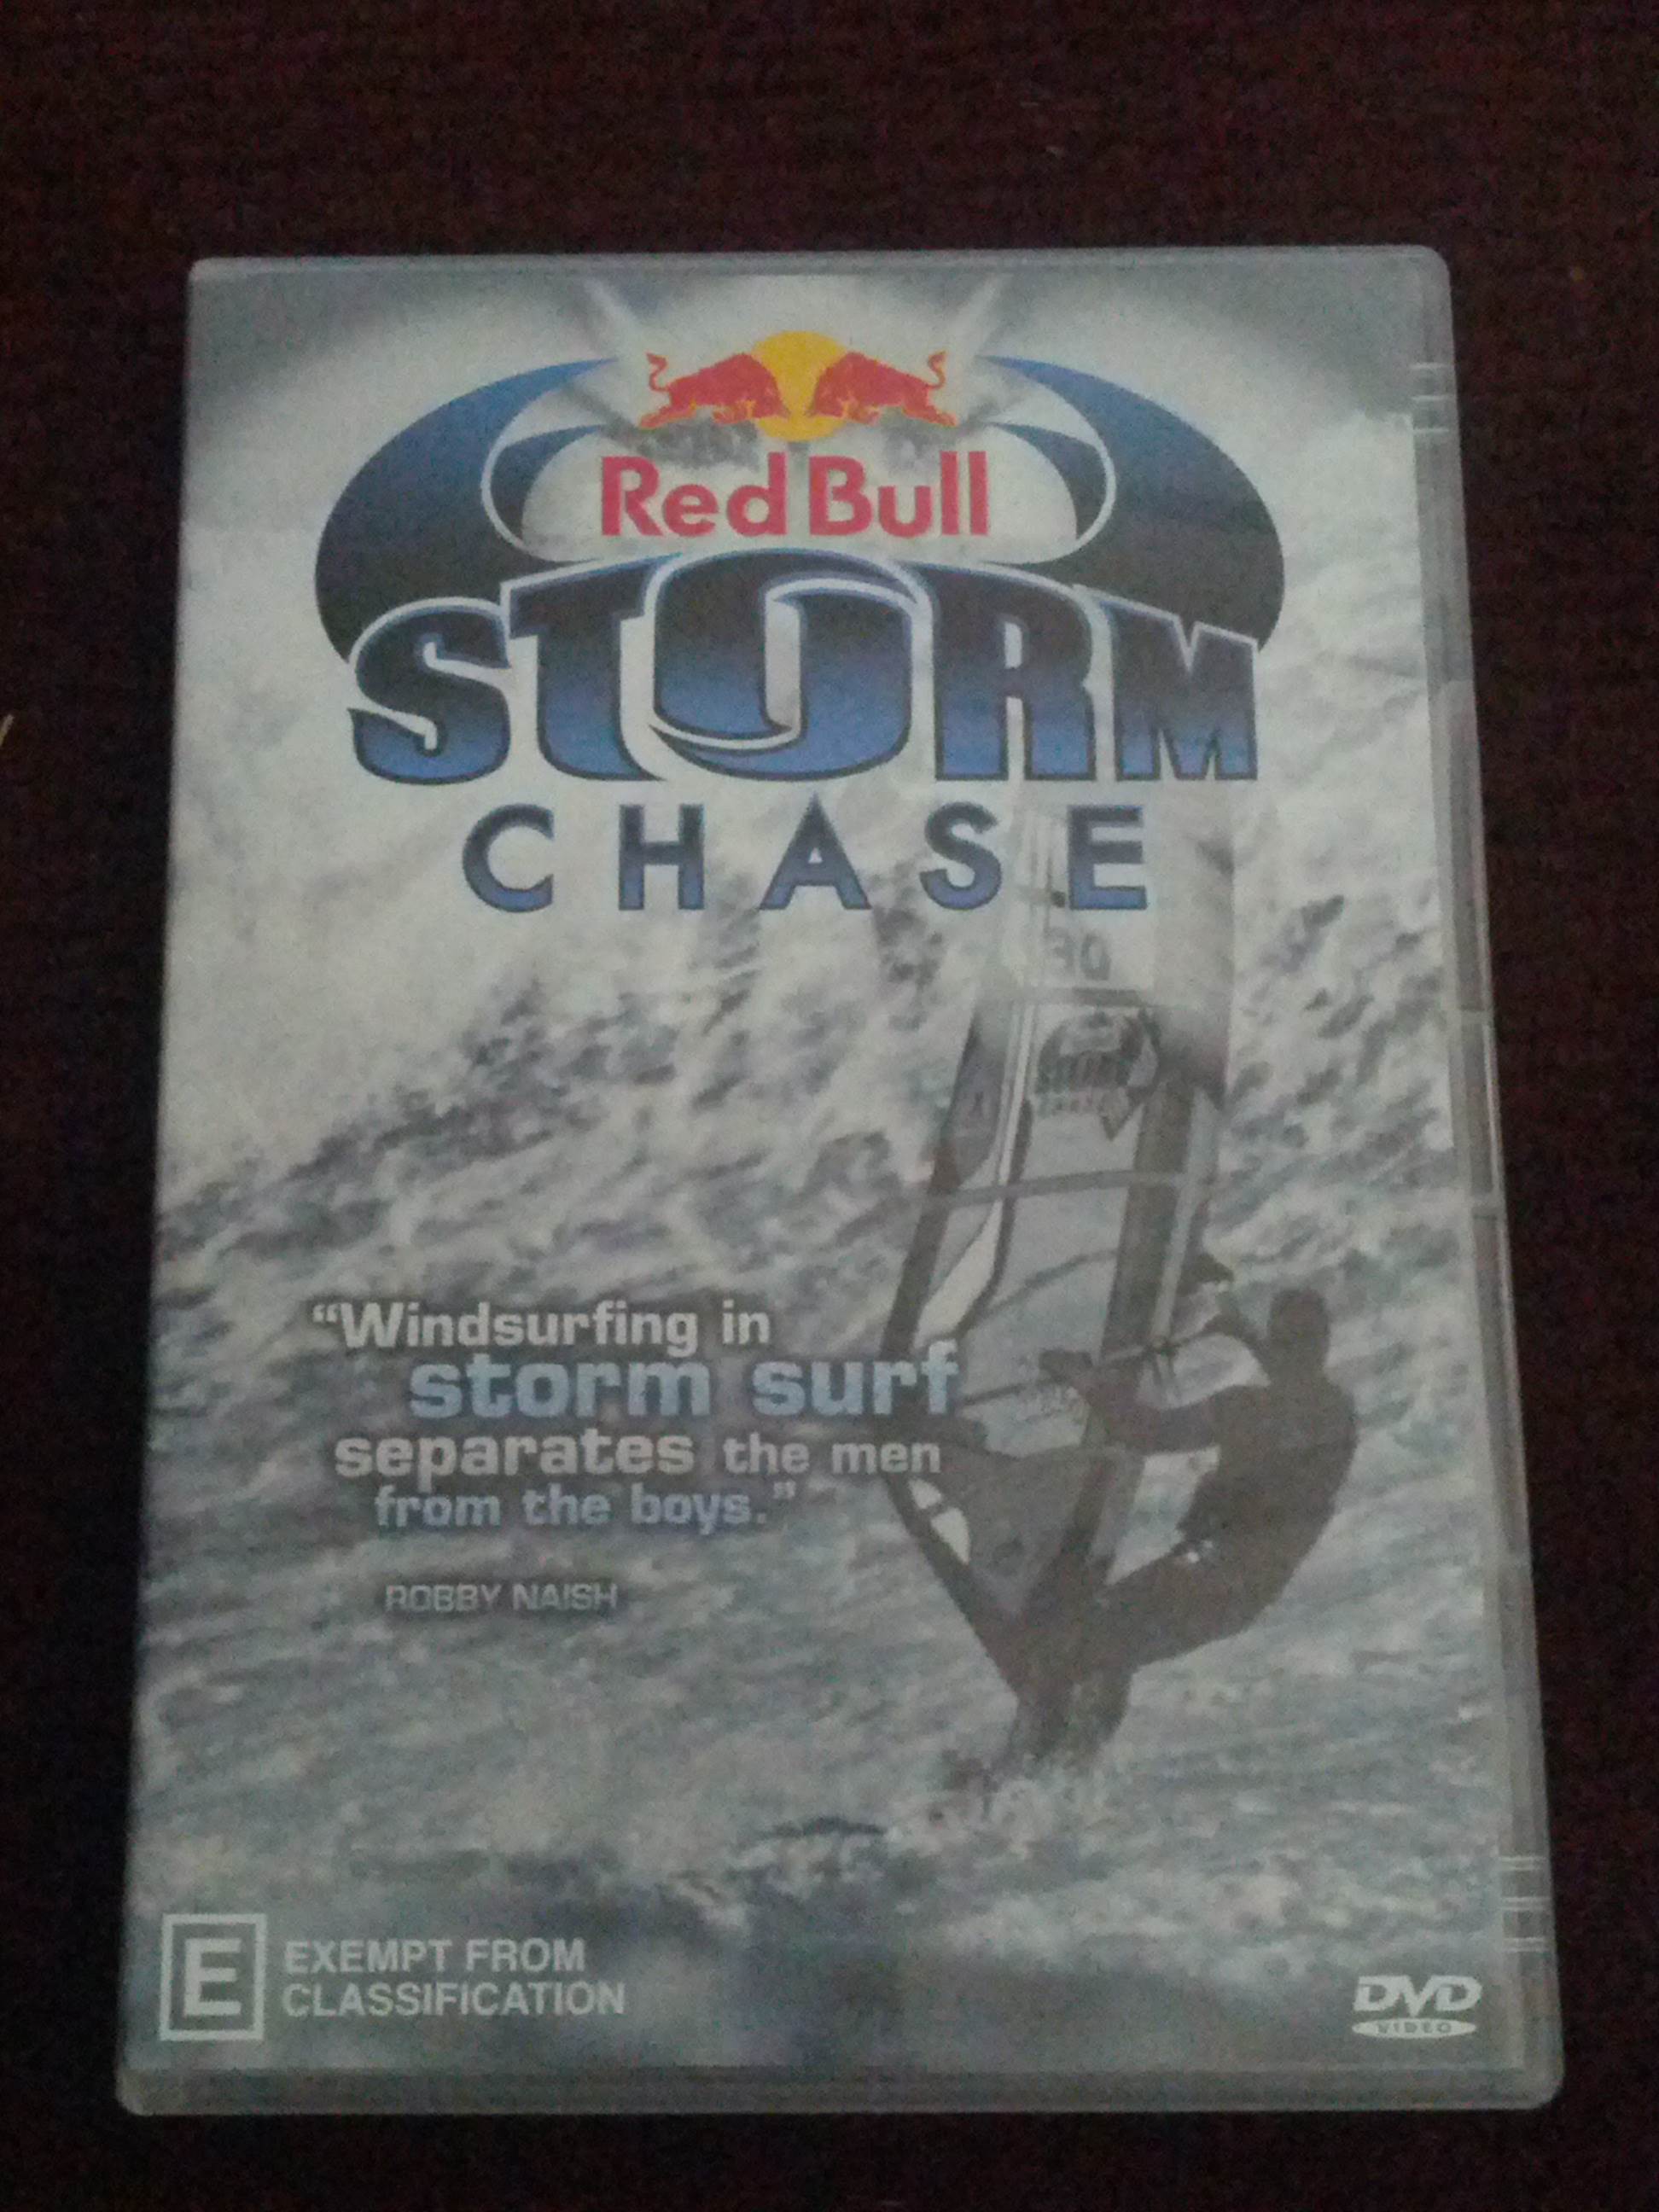 Red Bull
STORM
CHASE
30
“Windsurfing in
storm surf
separates the men
from the boys.”
ROBBY NAISH
E
EXEMPT FROM
CLASSIFICATION
DVD
VIDEO